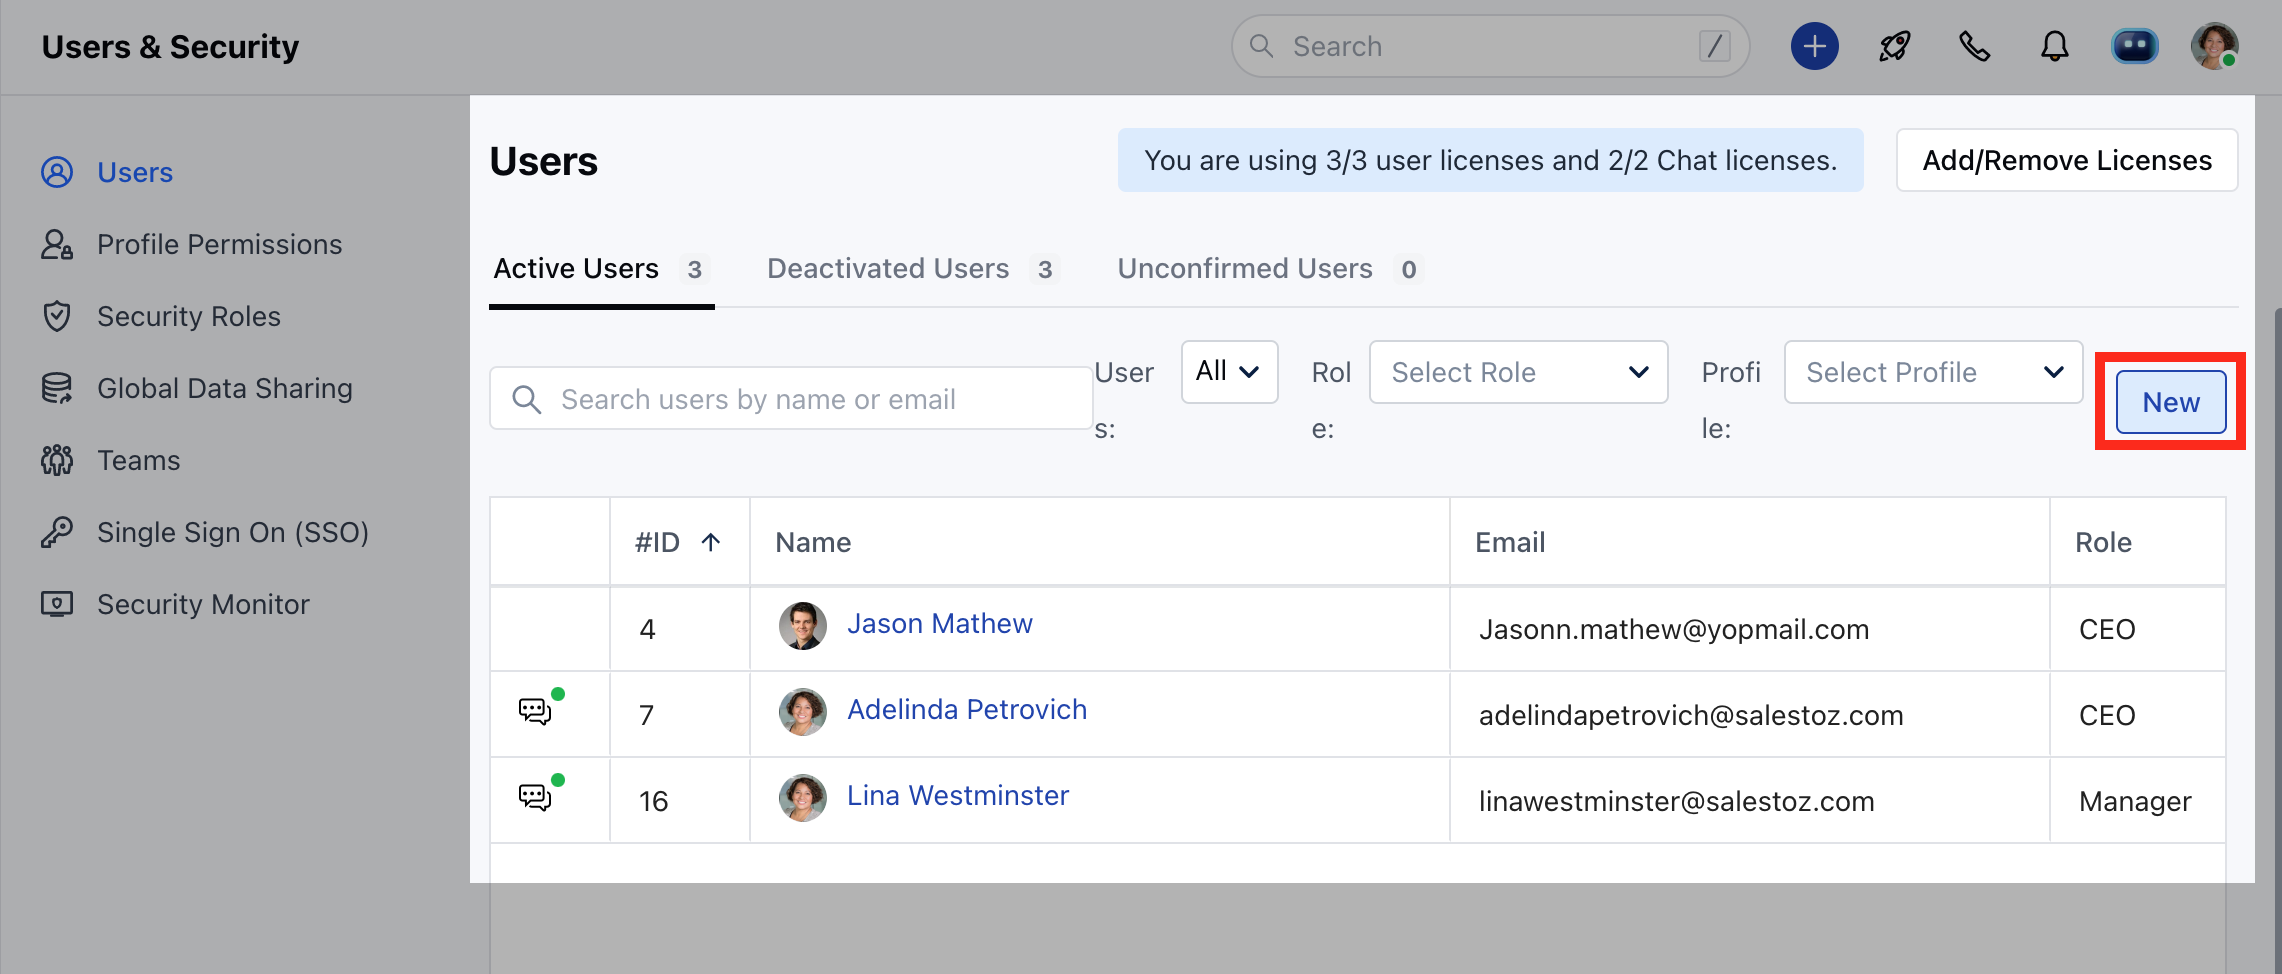 Users & Security
Search /
Users
Profile Permissions
Security Roles
Global Data Sharing
Teams
Single Sign On (SSO)
Security Monitor
Users
You are using 3/3 user licenses and 2/2 Chat licenses.
Add/Remove Licenses
Active Users 3
Deactivated Users 3
Unconfirmed Users 0
Search users by name or email
User
s:
All
Rol
e:
Select Role
Profi
le:
Select Profile
New
#ID Name Email Role
4 Jason Mathew Jasonn.mathew@yopmail.com CEO
7 Adelinda Petrovich adelindapetrovich@salestoz.com CEO
16 Lina Westminster linawestminster@salestoz.com Manager